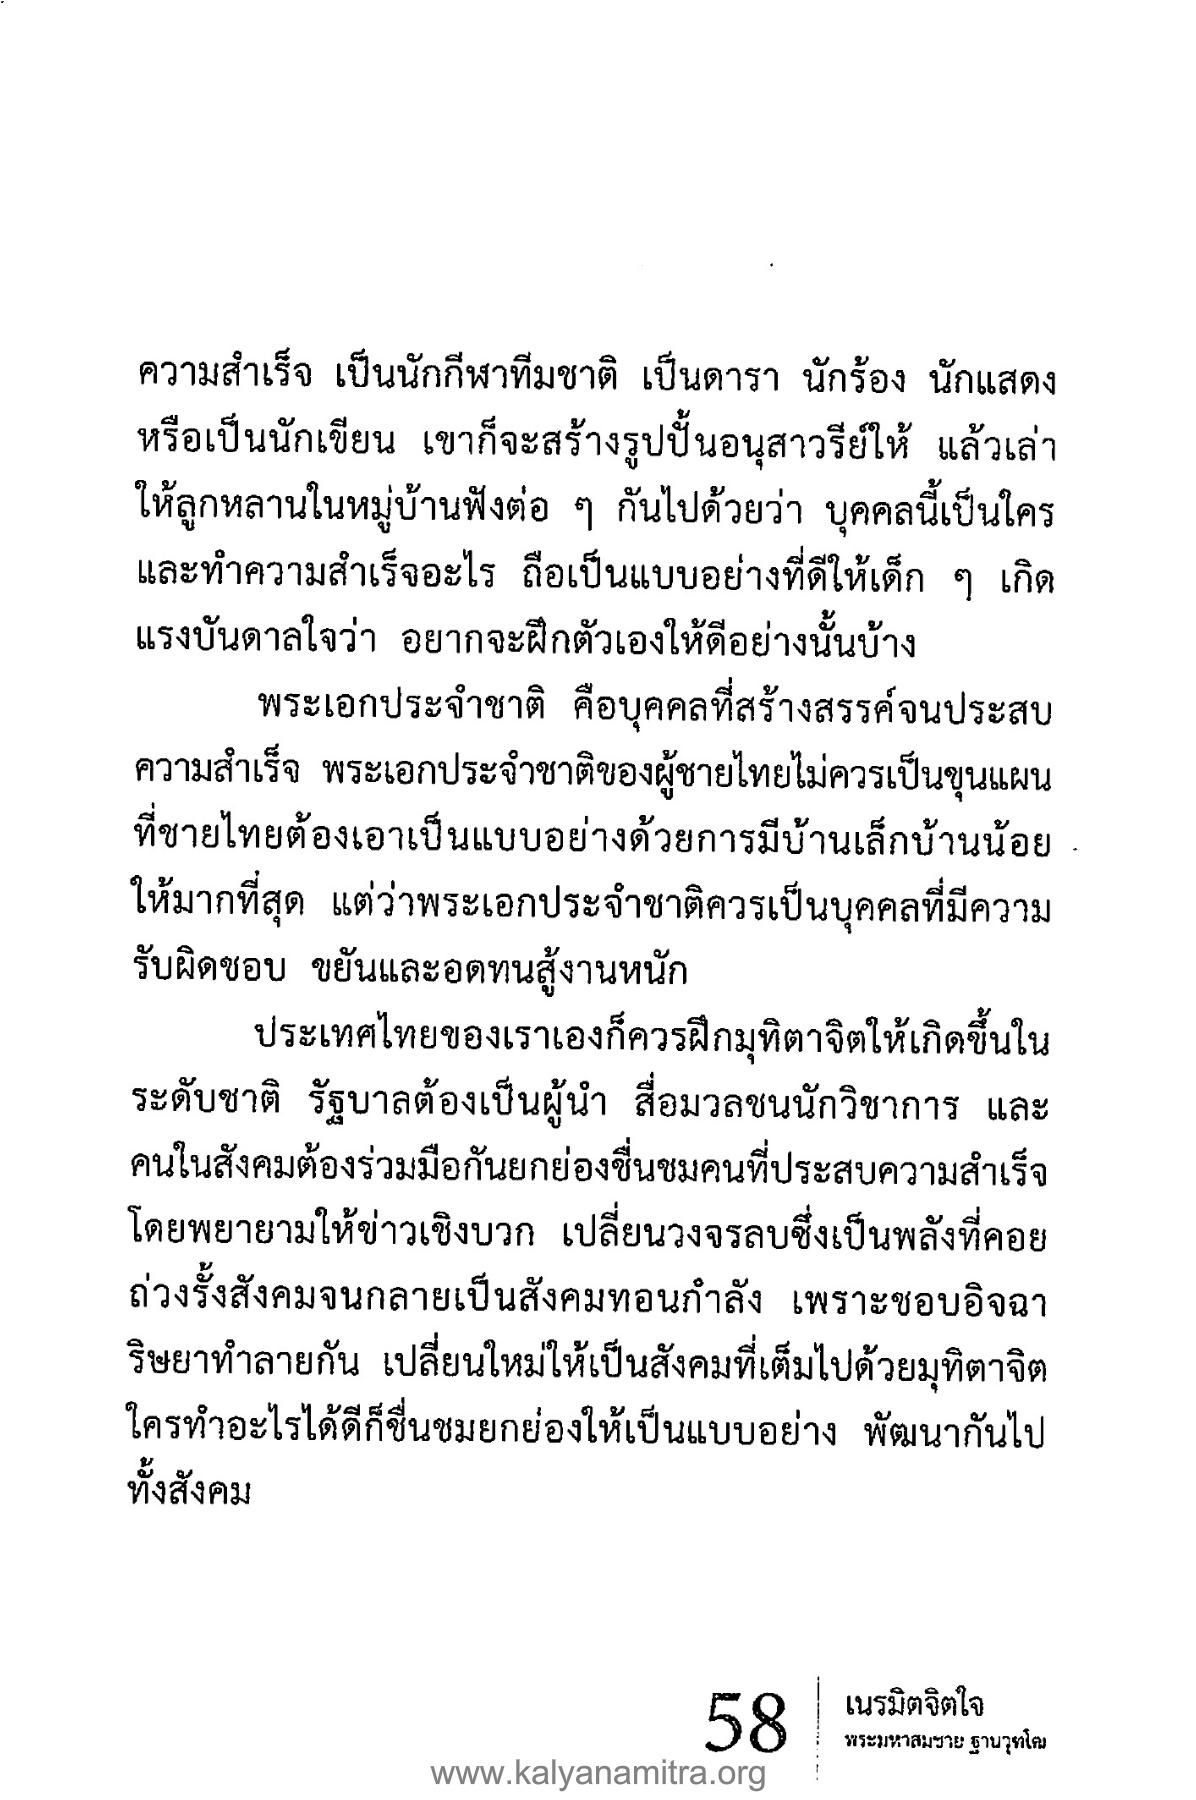 ความสำเร็จ เป็นนักกีฬาทีมชาติ เป็นดารา นักร้อง นักแสดง
หรือเป็นนักเขียน เขาก็จะสร้างรูปปั้นอนุสาวรีย์ให้ แล้วเล่า
ให้ลูกหลานในหมู่บ้านฟังต่อ ๆ กันไปด้วยว่า บุคคลนี้เป็นใคร
และทำความสำเร็จอะไร ถือเป็นแบบอย่างที่ดีให้เด็ก ๆ เกิด
แรงบันดาลใจว่า อยากจะฝึกตัวเองให้ดีอย่างนั้นบ้าง
พระเอกประจำชาติ คือบุคคลที่สร้างสรรค์จนประสบ
ความสำเร็จ พระเอกประจำชาติของผู้ชายไทยไม่ควรเป็นขุนแผน
ที่ชายไทยต้องเอาเป็นแบบอย่างด้วยการมีบ้านเล็กบ้านน้อย
ให้มากที่สุด แต่ว่าพระเอกประจำชาติควรเป็นบุคคลที่มีความ
รับผิดชอบ ขยันและอดทนสู้งานหนัก
ประเทศไทยของเราเองก็ควรฝึกมุทิตาจิตให้เกิดขึ้นใน
ระดับชาติ รัฐบาลต้องเป็นผู้นำ สื่อมวลชนนักวิชาการ และ
คนในสังคมต้องร่วมมือกันยกย่องชื่นชมคนที่ประสบความสำเร็จ
โดยพยายามให้ข่าวเชิงบวก เปลี่ยนวงจรลบซึ่งเป็นพลังที่คอย
ถ่วงรั้งสังคมจนกลายเป็นสังคมทอนกำลัง เพราะชอบอิจฉา
ริษยาทำลายกัน เปลี่ยนใหม่ให้เป็นสังคมที่เต็มไปด้วยมุทิตาจิต
ใครทำอะไรได้ดีก็ชื่นชมยกย่องให้เป็นแบบอย่าง พัฒนากันไป
ทั้งสังคม
58
เนรมิตจิตใจ
พระมหาสมชาย ฐานวุฑโฒ
www.kalyanamitra.org